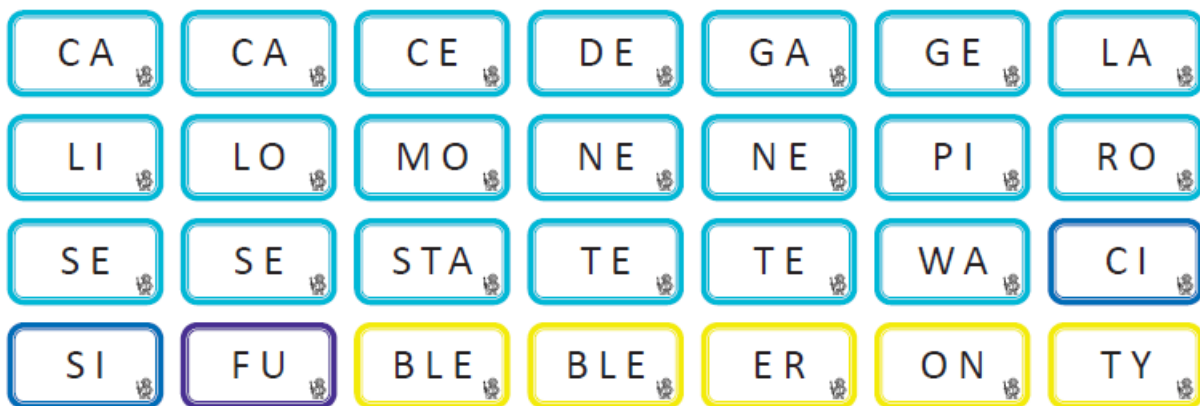 CA CA CE DE GA GE LA
LI LO MO NE NE PI RO
SE SE STA TE TE WA CI
SI FU BLE BLE ER ON TY